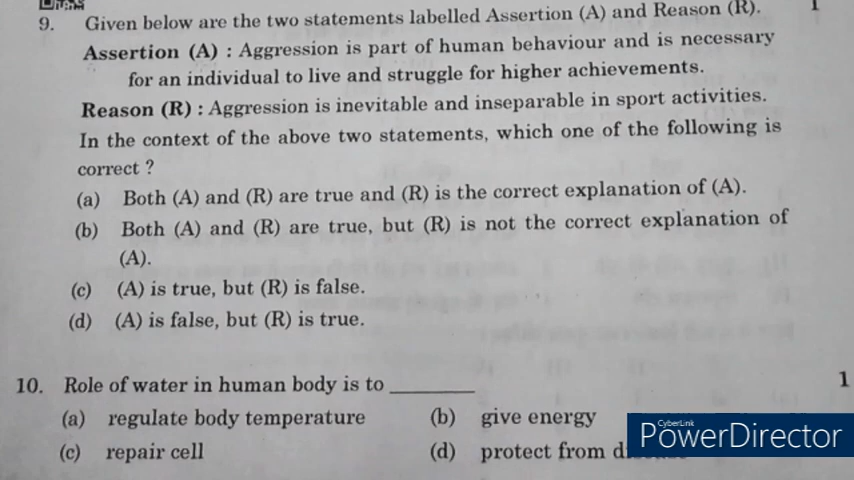 9. Given below are the two statements labelled Assertion (A) and Reason (R). 1
Assertion (A) : Aggression is part of human behaviour and is necessary
for an individual to live and struggle for higher achievements.
Reason (R) : Aggression is inevitable and inseparable in sport activities.
In the context of the above two statements, which one of the following is
correct ?
(a) Both (A) and (R) are true and (R) is the correct explanation of (A).
(b) Both (A) and (R) are true, but (R) is not the correct explanation of
(A).
(c) (A) is true, but (R) is false.
(d) (A) is false, but (R) is true.
10. Role of water in human body is to ________ 1
(a) regulate body temperature (b) give energy
(c) repair cell (d) protect from
CyberLink
PowerDirector